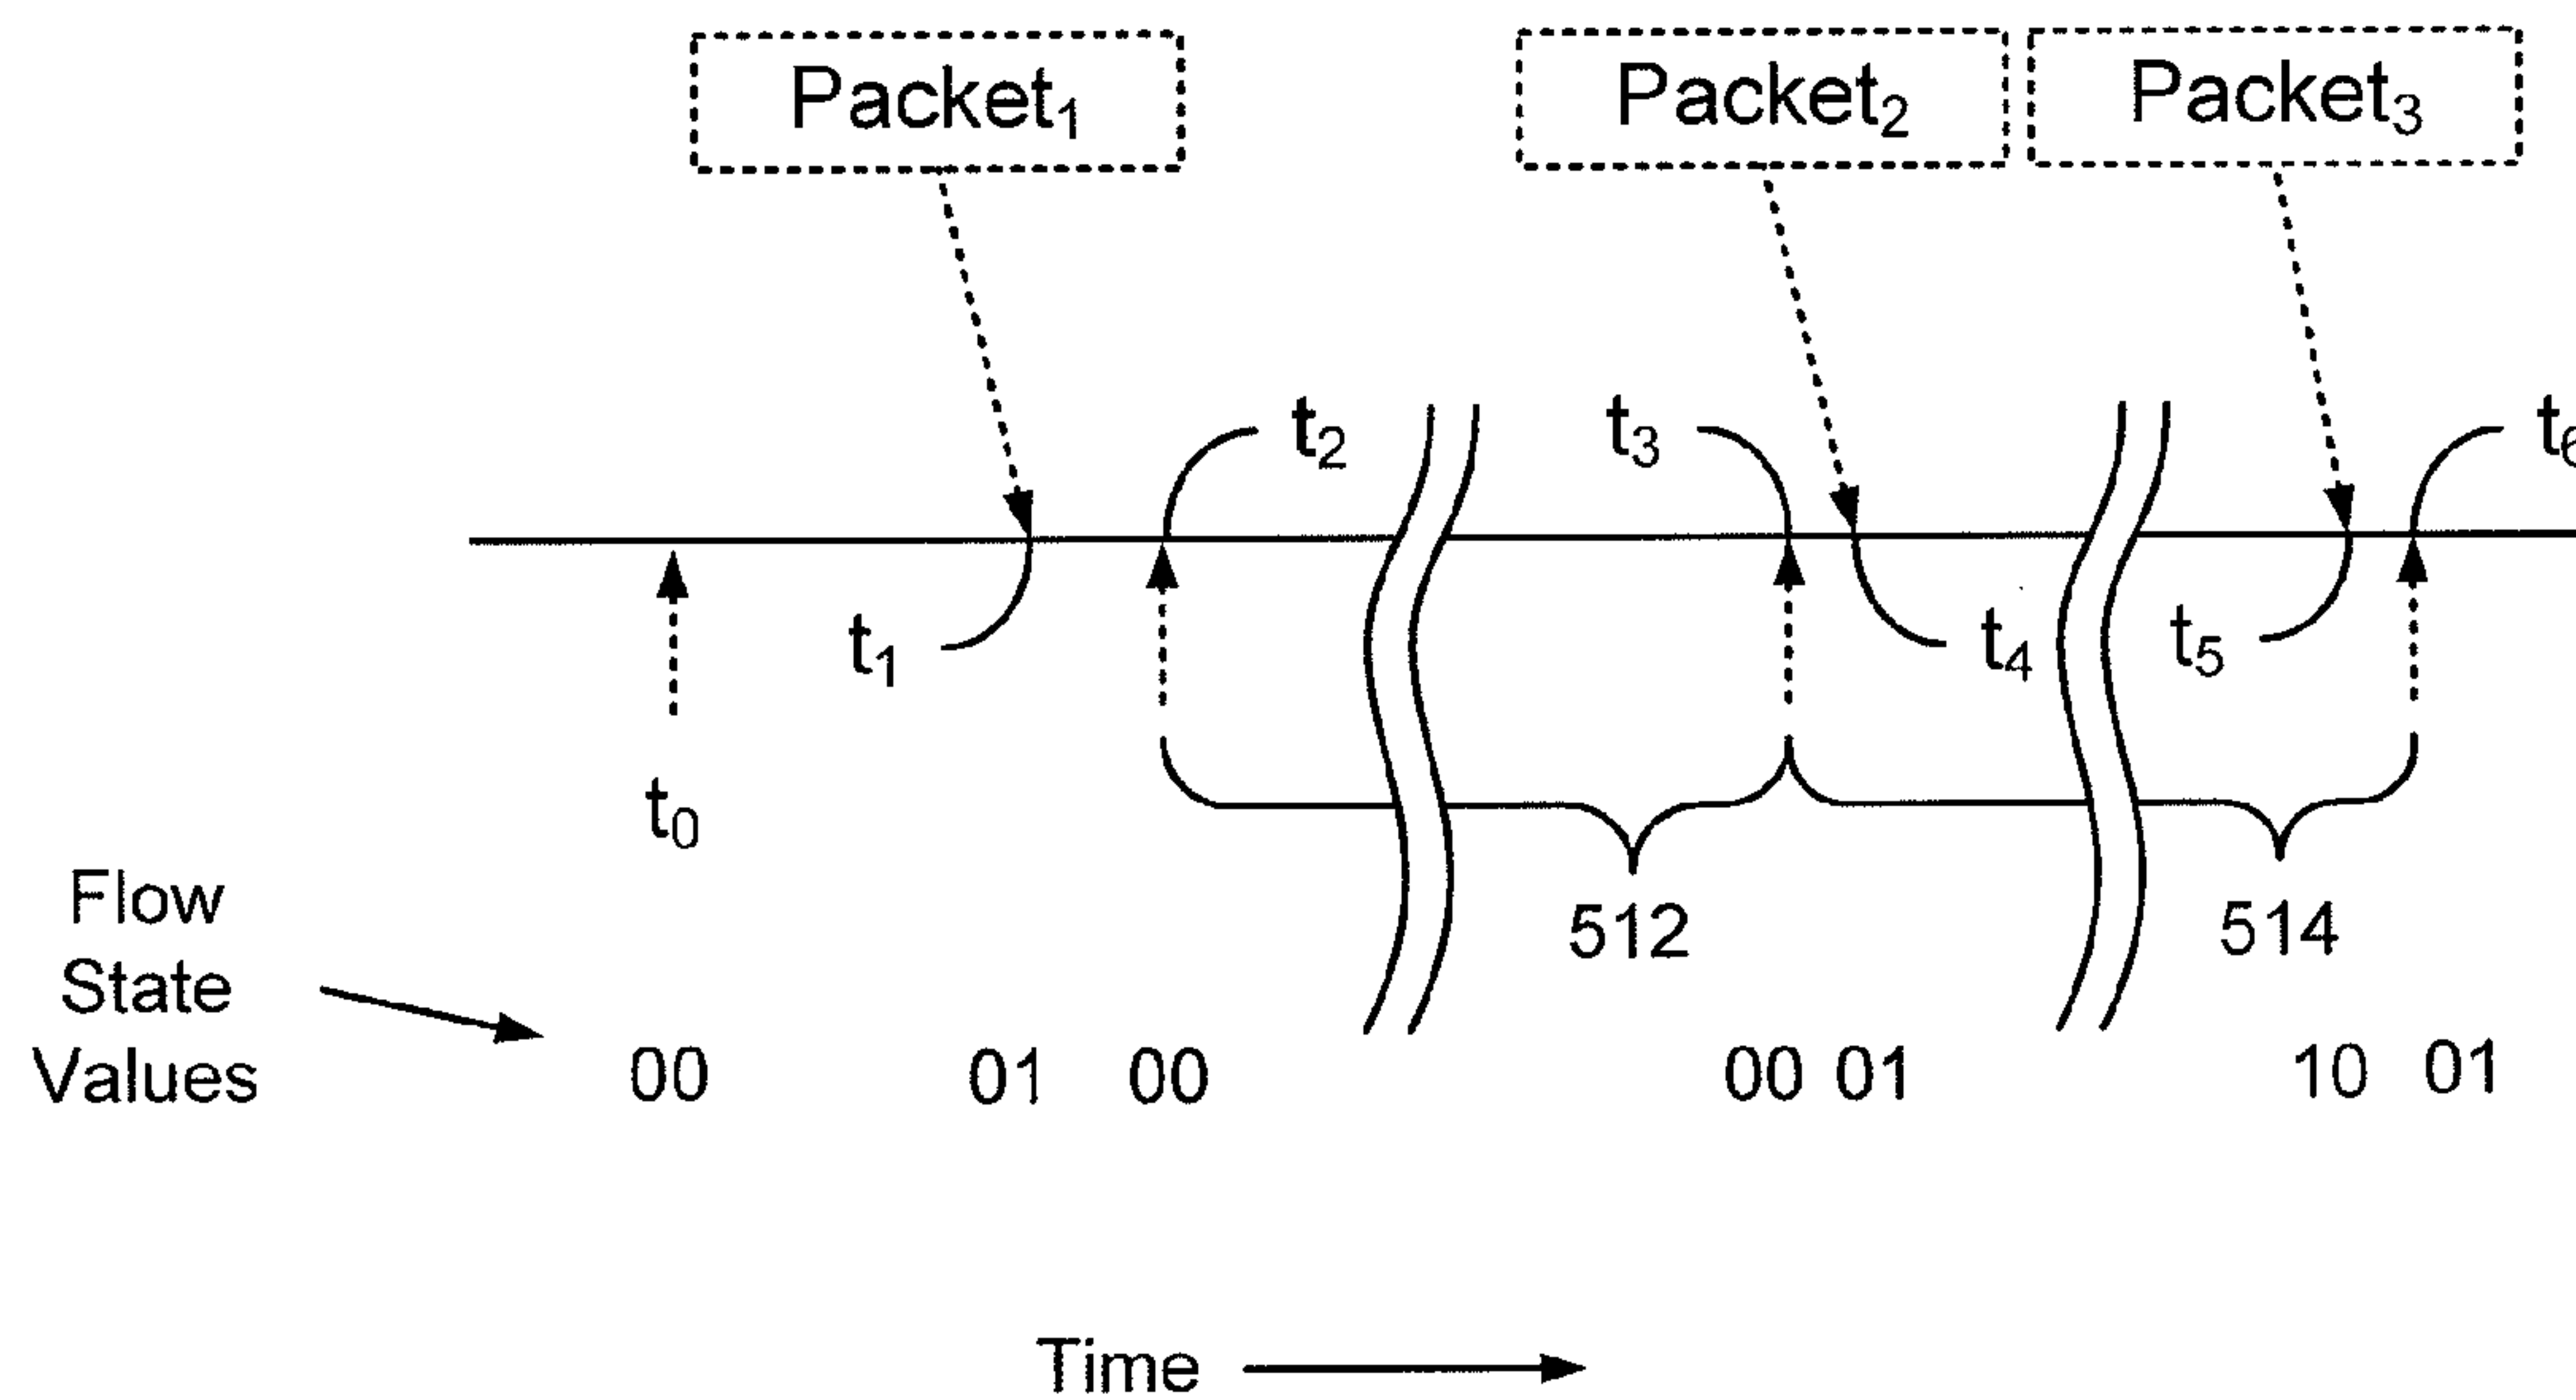 Packet₁ Packet₂ Packet₃
t₂ t₃ t₆
t₁ t₄ t₅
t₀
512 514
Flow
State
Values
00 01 00 00 01 10 01
Time